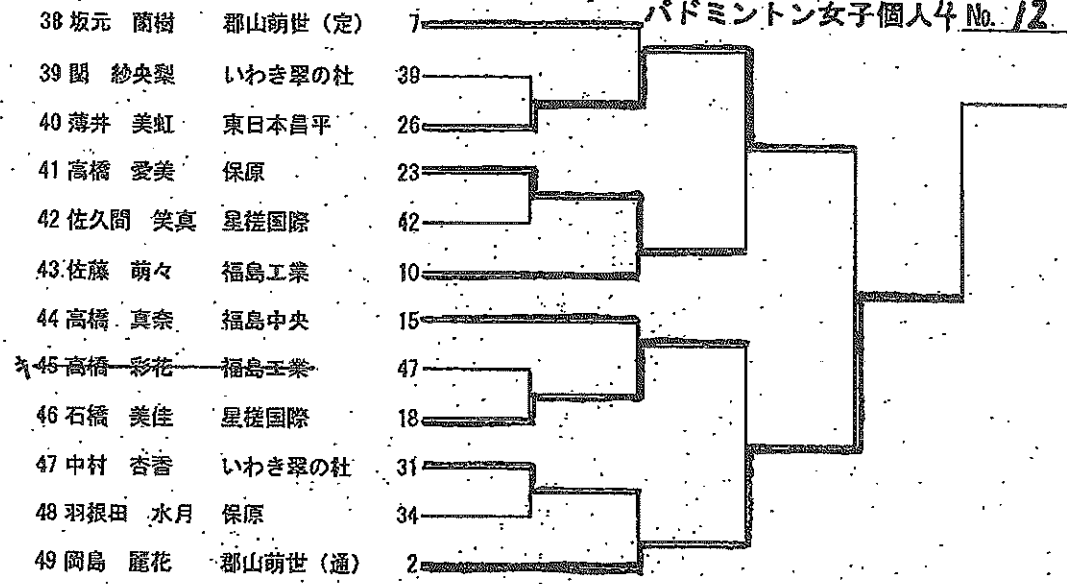 バドミントン女子個人4 No. 12
38 坂元 蘭樹 郡山萌世（定） 7
39 関 紗央梨 いわき翠の杜 39
40 薄井 美虹 東日本昌平 26
41 高橋 愛美 保原 23
42 佐久間 笑真 星槎国際 42
43 佐藤 萌々 福島工業 10
44 高橋 真奈 福島中央 15
キ 45 高橋 彩花 福島工業 47
46 石橋 美佳 星槎国際 18
47 中村 杏香 いわき翠の杜 31
48 羽根田 水月 保原 34
49 岡島 麗花 郡山萌世（通） 2